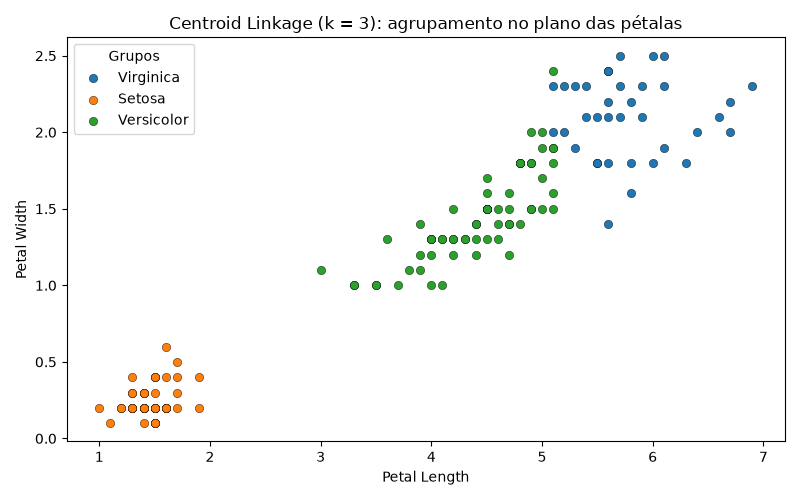 Centroid Linkage (k = 3): agrupamento no plano das pétalas
Grupos
Virginica
Setosa
Versicolor
Petal Width
2.5
2.0
1.5
1.0
0.5
0.0
1 2 3 4 5 6 7
Petal Length